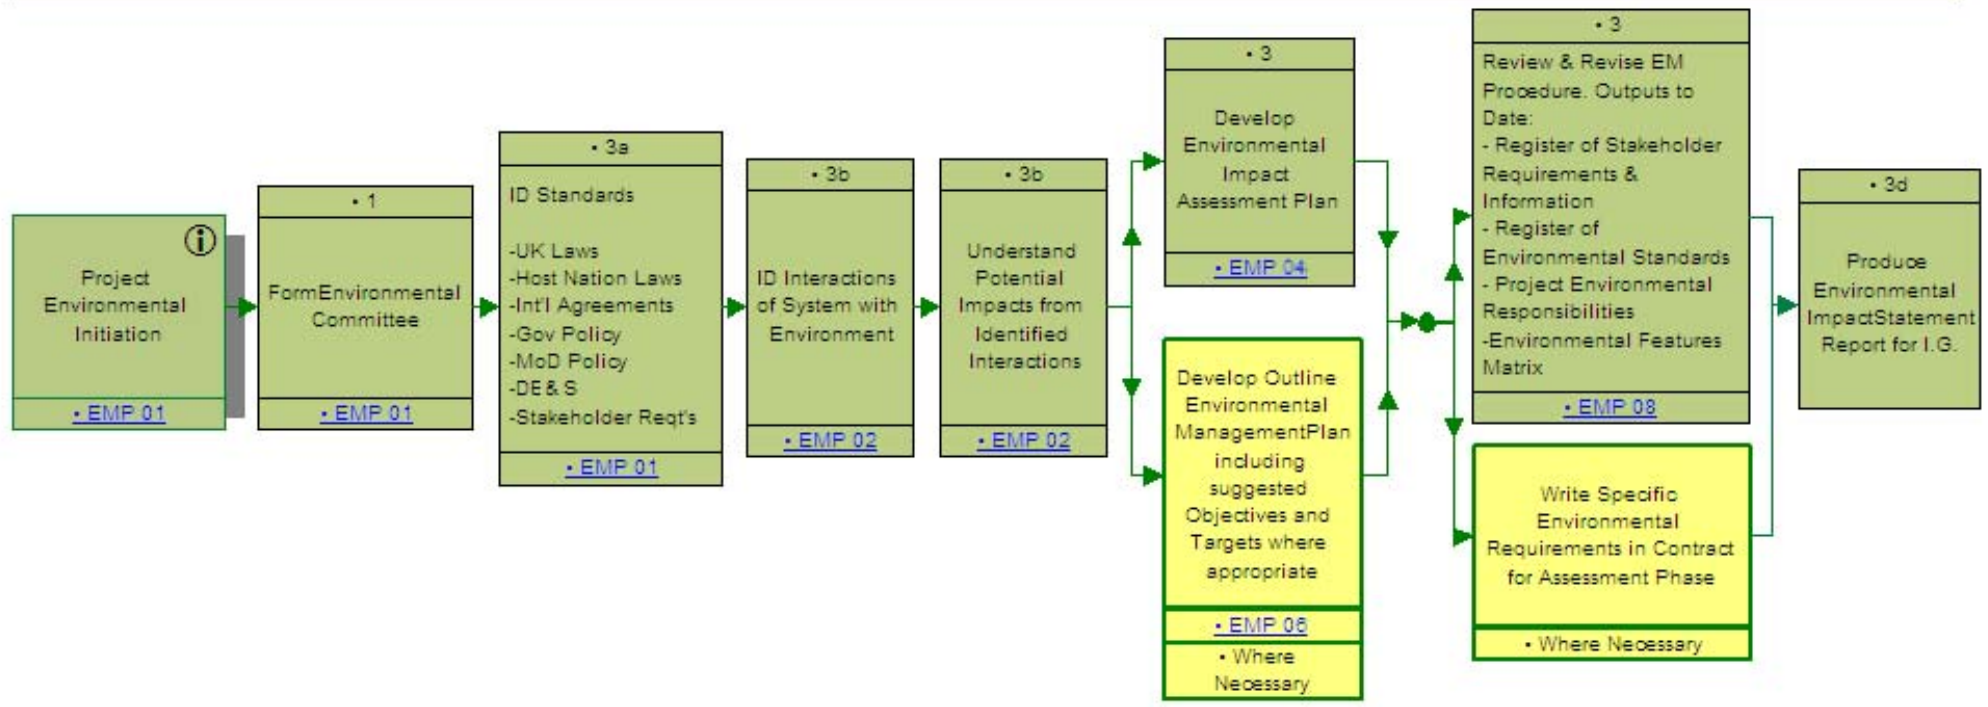 Project
Environmental
Initiation
• EMP 01
• 1
FormEnvironmental
Committee
• EMP 01
• 3a
ID Standards
-UK Laws
-Host Nation Laws
-Int'l Agreements
-Gov Policy
-MoD Policy
-DE& S
-Stakeholder Reqt's
• EMP 01
• 3b
ID Interactions
of System with
Environment
• EMP 02
• 3b
Understand
Potential
Impacts from
Identified
Interactions
• EMP 02
• 3
Develop
Environmental
Impact
Assessment Plan
• EMP 04
Develop Outline
Environmental
ManagementPlan
including
suggested
Objectives and
Targets where
appropriate
• EMP 06
• Where
Necessary
• 3
Review & Revise EM
Procedure. Outputs to
Date:
- Register of Stakeholder
Requirements &
Information
- Register of
Environmental Standards
- Project Environmental
Responsibilities
-Environmental Features
Matrix
• EMP 08
Write Specific
Environmental
Requirements in Contract
for Assessment Phase
• Where Necessary
• 3d
Produce
Environmental
ImpactStatement
Report for I.G.